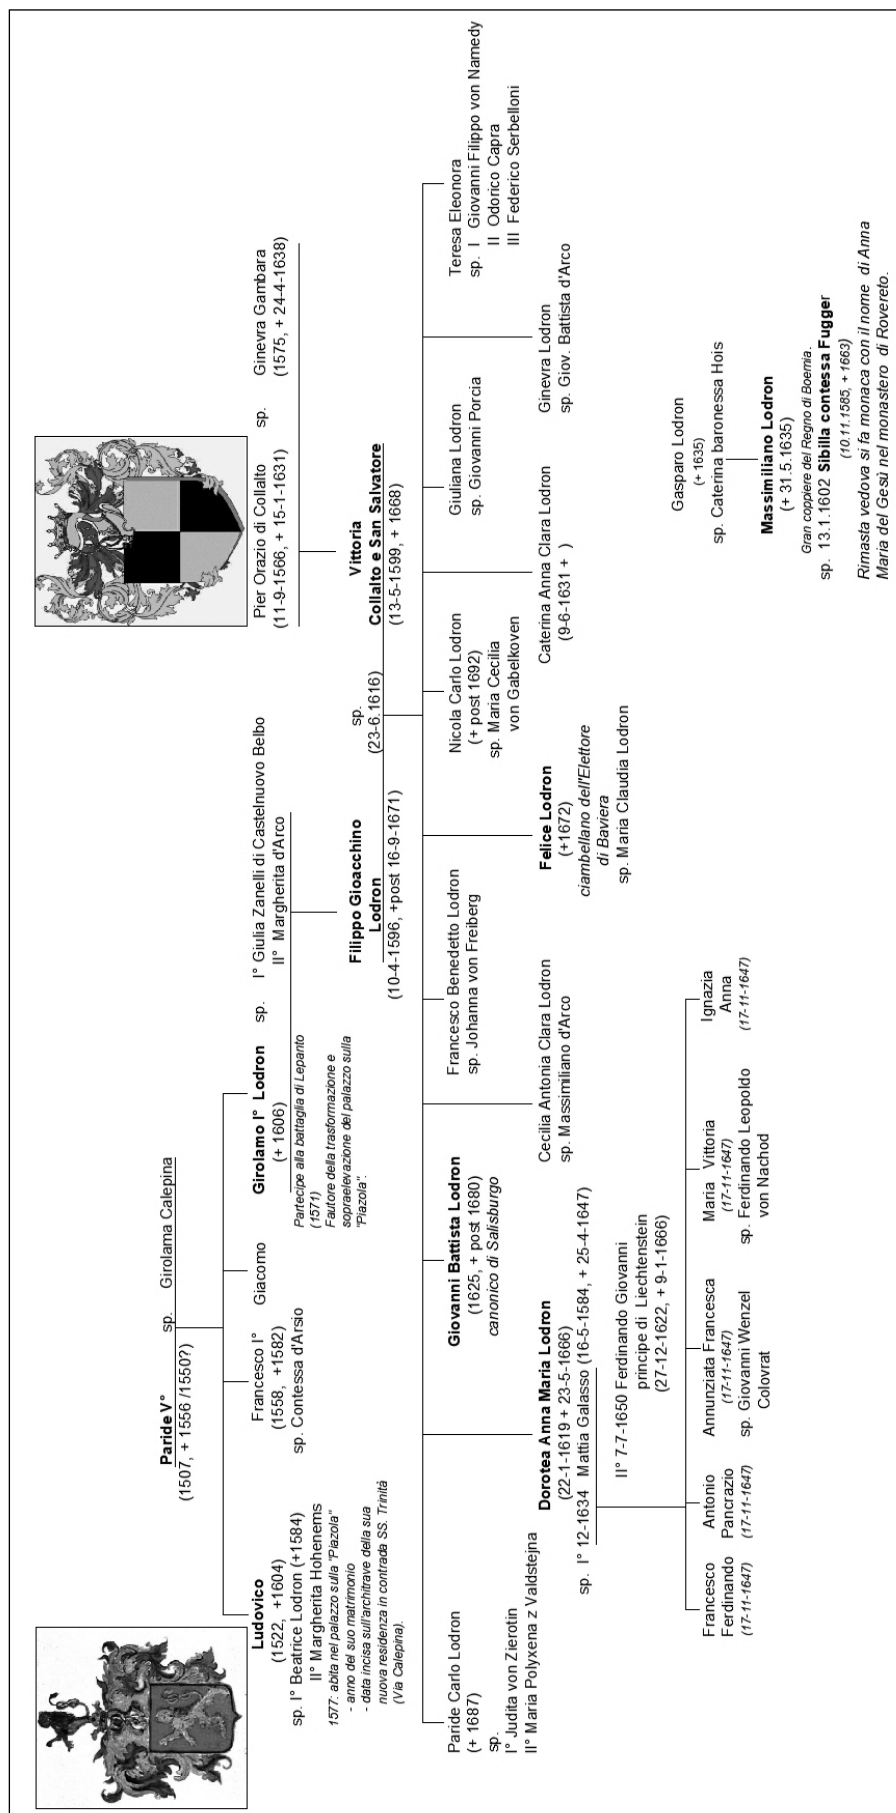 Paride V°
(1507, + 1556 /1550?)
sp.
Girolama Calepina
Ludovico
(1522, +1604)
sp. I° Beatrice Lodron (+1584)
II° Margherita Hohenems
1577: abita nel palazzo sulla "Piazola"
- anno del suo matrimonio
- data incisa sull'architrave della sua
nuova residenza in contrada SS. Trinità
(Via Calepina).
Francesco I°
(1558, +1582)
sp. Contessa d'Arsio
Giacomo
Girolamo I° Lodron
(+ 1606)
Partecipe alla battaglia di Lepanto
(1571)
Fautore della trasformazione e
sopraelevazione del palazzo sulla
"Piazola".
sp.
I° Giulia Zanelli di Castelnuovo Belbo
II° Margherita d'Arco
Pier Orazio di Collalto
(11-9-1566, + 15-1-1631)
sp.
Ginevra Gambara
(1575, + 24-4-1638)
Filippo Gioacchino
Lodron
(10-4-1596, +post 16-9-1671)
sp.
(23-6.1616)
Vittoria
Collalto e San Salvatore
(13-5-1599, + 1668)
Paride Carlo Lodron
(+ 1687)
sp.
I° Judita von Zierotin
II° Maria Polyxena z Valdstejna
Giovanni Battista Lodron
(1625, + post 1680)
canonico di Salisburgo
Francesco Benedetto Lodron
sp. Johanna von Freiberg
Nicola Carlo Lodron
(+ post 1692)
sp. Maria Cecilia
von Gabelkoven
Giuliana Lodron
sp. Giovanni Porcia
Teresa Eleonora
sp. I Giovanni Filippo von Namedy
II Odorico Capra
III Federico Serbelloni
Dorotea Anna Maria Lodron
(22-1-1619 + 23-5-1666)
sp. I° 12-1634 Mattia Galasso (16-5-1584, + 25-4-1647)
II° 7-7-1650 Ferdinando Giovanni
principe di Liechtenstein
(27-12-1622, + 9-1-1666)
Cecilia Antonia Clara Lodron
sp. Massimiliano d'Arco
Felice Lodron
(+1672)
ciambellano dell'Elettore
di Baviera
sp. Maria Claudia Lodron
Caterina Anna Clara Lodron
(9-6-1631 + )
Ginevra Lodron
sp. Giov. Battista d'Arco
Francesco
Ferdinando
(17-11-1647)
Antonio
Pancrazio
(17-11-1647)
Annunziata Francesca
(17-11-1647)
sp. Giovanni Wenzel
Colovrat
Maria Vittoria
(17-11-1647)
sp. Ferdinando Leopoldo
von Nachod
Ignazia
Anna
(17-11-1647)
Gasparo Lodron
(+ 1635)
sp. Caterina baronessa Hois
Massimiliano Lodron
(+ 31.5.1635)
Gran coppiere del Regno di Boemia.
sp. 13.1.1602 Sibilla contessa Fugger
(10.11.1585, + 1663)
Rimasta vedova si fa monaca con il nome di Anna
Maria del Gesù nel monastero di Rovereto.